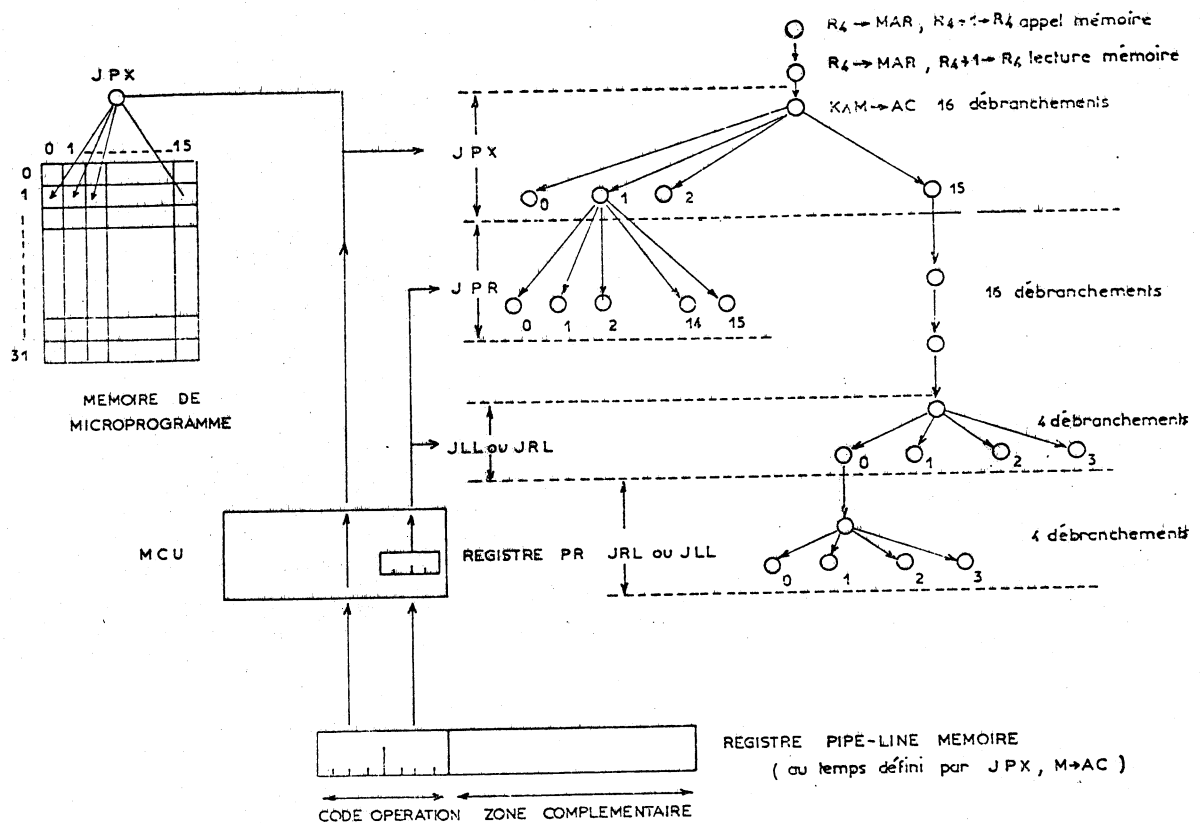 R4→MAR, R4+1→R4 appel mémoire
R4→MAR, R4+1→R4 lecture mémoire
K∧M→AC 16 débranchements
JPX
0 1 15
0
1
31
MEMOIRE DE
MICROPROGRAMME
JPX
0 1 2 15
JPR
16 débranchements
0 1 2 14 15
JLL ou JRL
4 débranchements
0 1 2 3
MCU
REGISTRE PR
JRL ou JLL
4 débranchements
0 1 2 3
REGISTRE PIPE-LINE MEMOIRE
(au temps défini par JPX, M→AC)
CODE OPERATION
ZONE COMPLEMENTAIRE